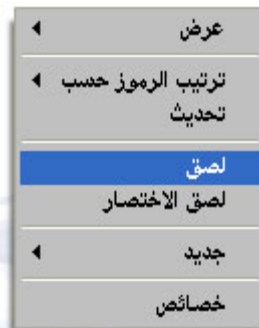 عرض
ترتيب الرموز حسب
تحديث
لصق
لصق الاختصار
جديد
خصائص